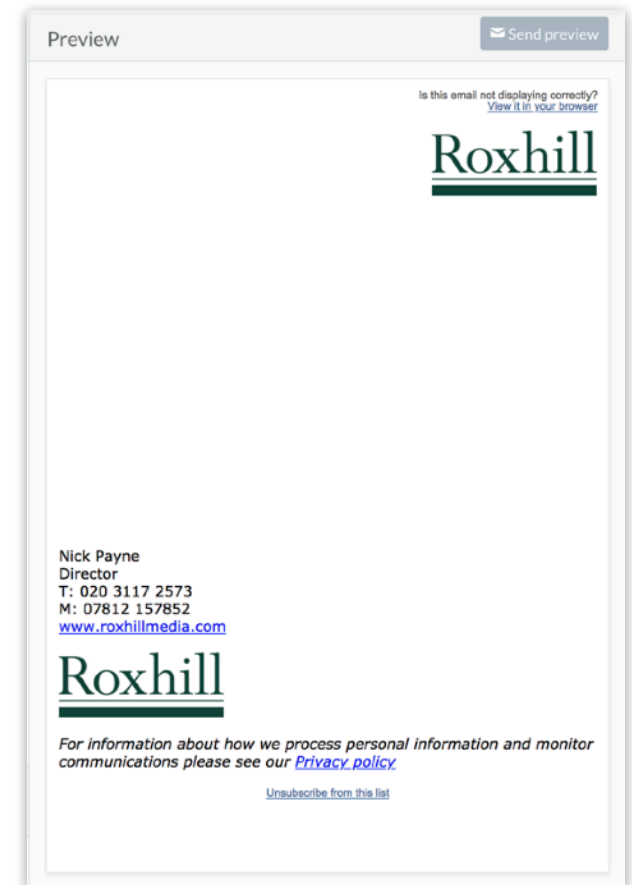 Preview
Send preview
Is this email not displaying correctly?
View it in your browser
Roxhill
Nick Payne
Director
T: 020 3117 2573
M: 07812 157852
www.roxhillmedia.com
Roxhill
For information about how we process personal information and monitor
communications please see our Privacy policy
Unsubscribe from this list